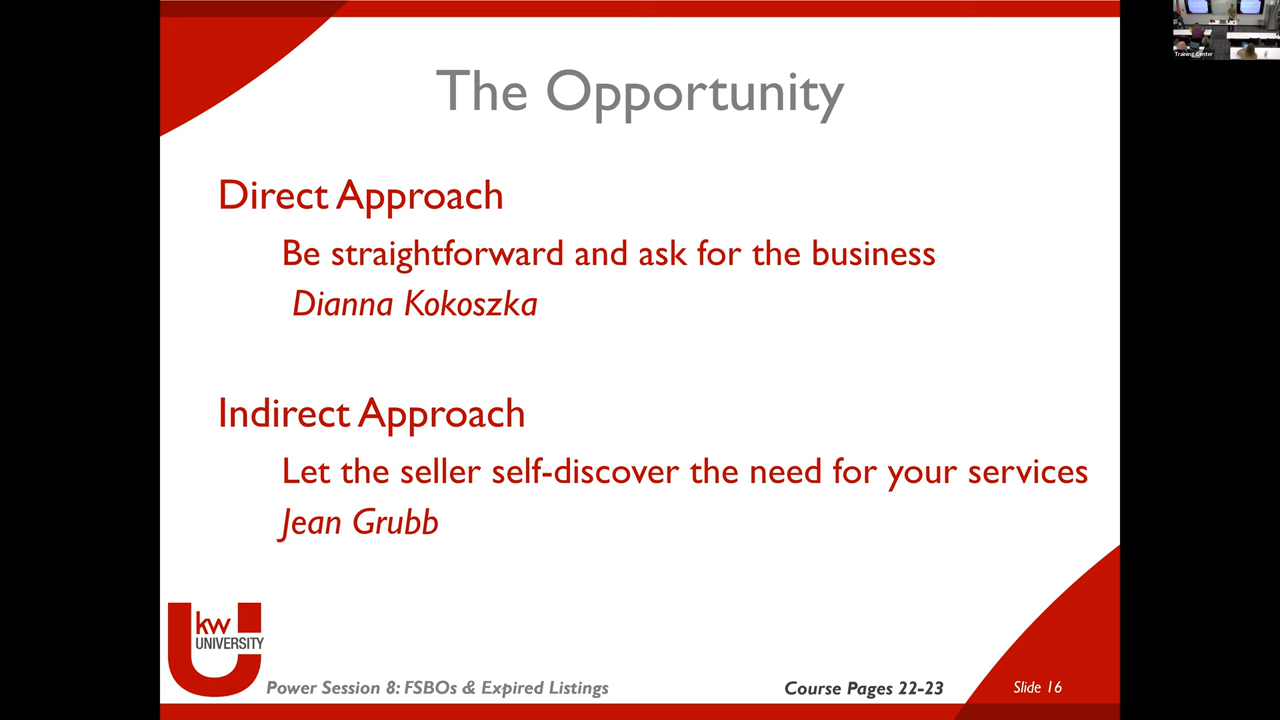 The Opportunity
Direct Approach
Be straightforward and ask for the business
Dianna Kokoszka
Indirect Approach
Let the seller self-discover the need for your services
Jean Grubb
kw
UNIVERSITY
Power Session 8: FSBOs & Expired Listings
Course Pages 22-23
Slide 16
Training Center